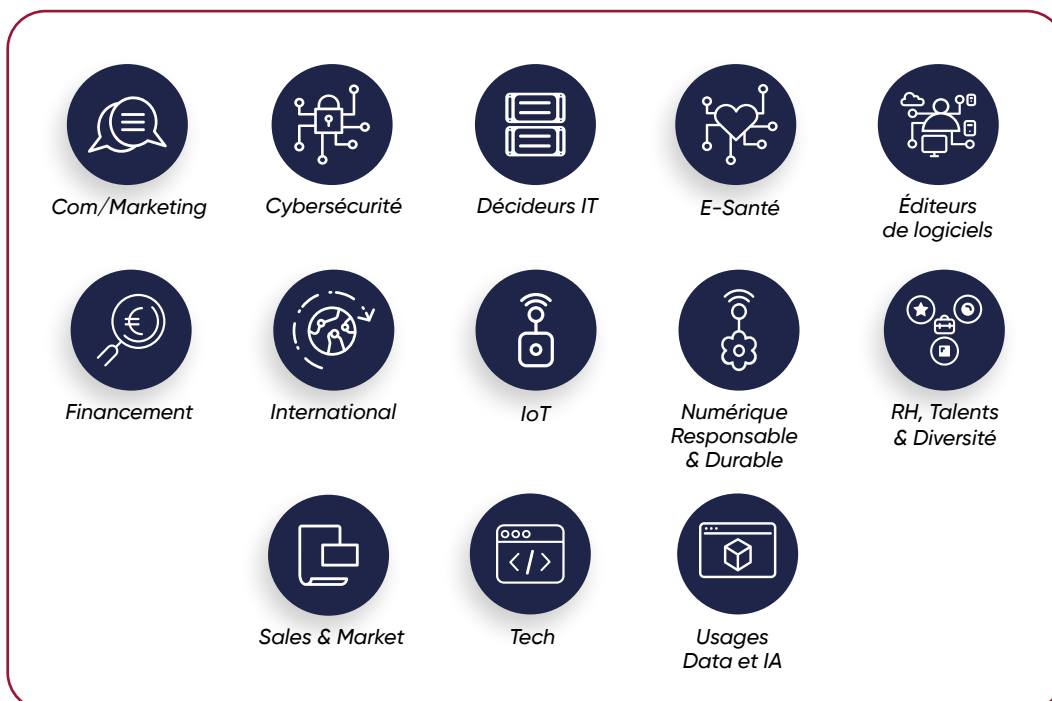 Com/Marketing
Cybersécurité
Décideurs IT
E-Santé
Éditeurs
de logiciels
€
Financement
International
IoT
Numérique
Responsable
& Durable
RH, Talents
& Diversité
Sales & Market
</>
Tech
Usages
Data et IA